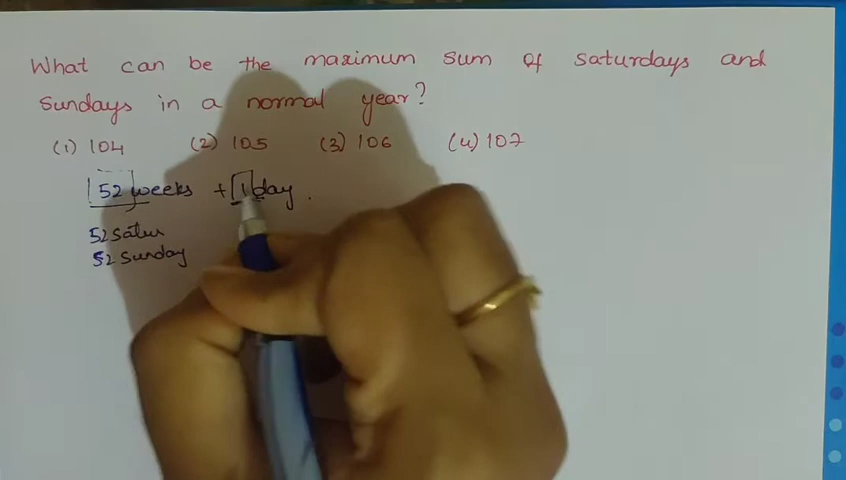 What can be the maximum sum of saturdays and
sundays in a normal year?
(1) 104 (2) 105 (3) 106 (4) 107
52 weeks + 1 day.
52 satur
52 sunday